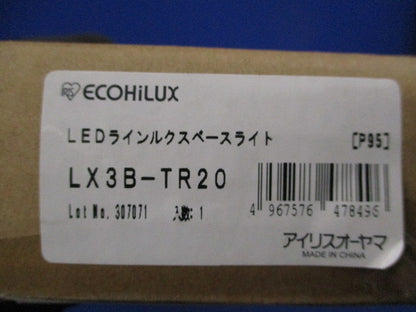 ECOHiLUX
LEDラインルクスベースライト [P95]
LX3B-TR20
Lot No. 307071 入数: 1
4 967576 478496
アイリスオーヤマ
MADE IN CHINA